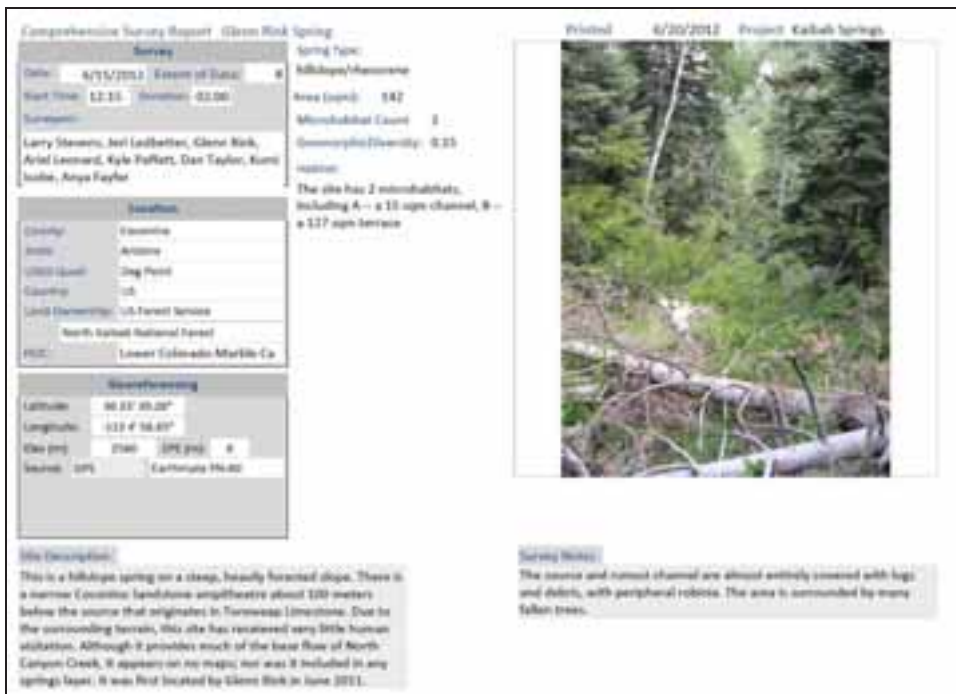 Comprehensive Survey Report Glenn Rink Spring
Printed 6/20/2012 Project Kaibab Springs
Survey
Date: 6/15/2012 Extent of Data: 8
Start Time: 12:15 Duration: 02:00
Surveyors:
Larry Stevens, Jeri Ledbetter, Glenn Rink,
Ariel Leonard, Kyle Paffett, Dan Taylor, Kumi
Isobe, Anya Fayfer
Spring Type:
hillslope/rheocrene
Area (sqm): 142
Microhabitat Count 2
Geomorphic Diversity: 0.15
Habitat:
The site has 2 microhabitats,
including A -- a 15 sqm channel, B --
a 127 sqm terrace
Location
County: Coconino
State: Arizona
USGS Quad: Dog Point
Country: US
Land Ownership: US Forest Service
North Kaibab National Forest
HUC: Lower Colorado-Marble Ca
Georeferencing
Latitude:
Longitude:
Elev (m): EPE (m):
Source: GPS Earthmate PN-60
Site Description:
This is a hillslope spring on a steep, heavily forested slope. There is
a narrow Coconino Sandstone ampitheatre about 100 meters
below the source that originates in Toroweap Limestone. Due to
the surrounding terrain, this site has receieved very little human
visitation. Although it provides much of the base flow of North
Canyon Creek, it appears on no maps; nor was it included in any
springs layer. It was first located by Glenn Rink in June 2011.
Survey Notes:
The source and runout channel are almost entirely covered with logs
and debris, with peripheral robinia. The area is surrounded by many
fallen trees.